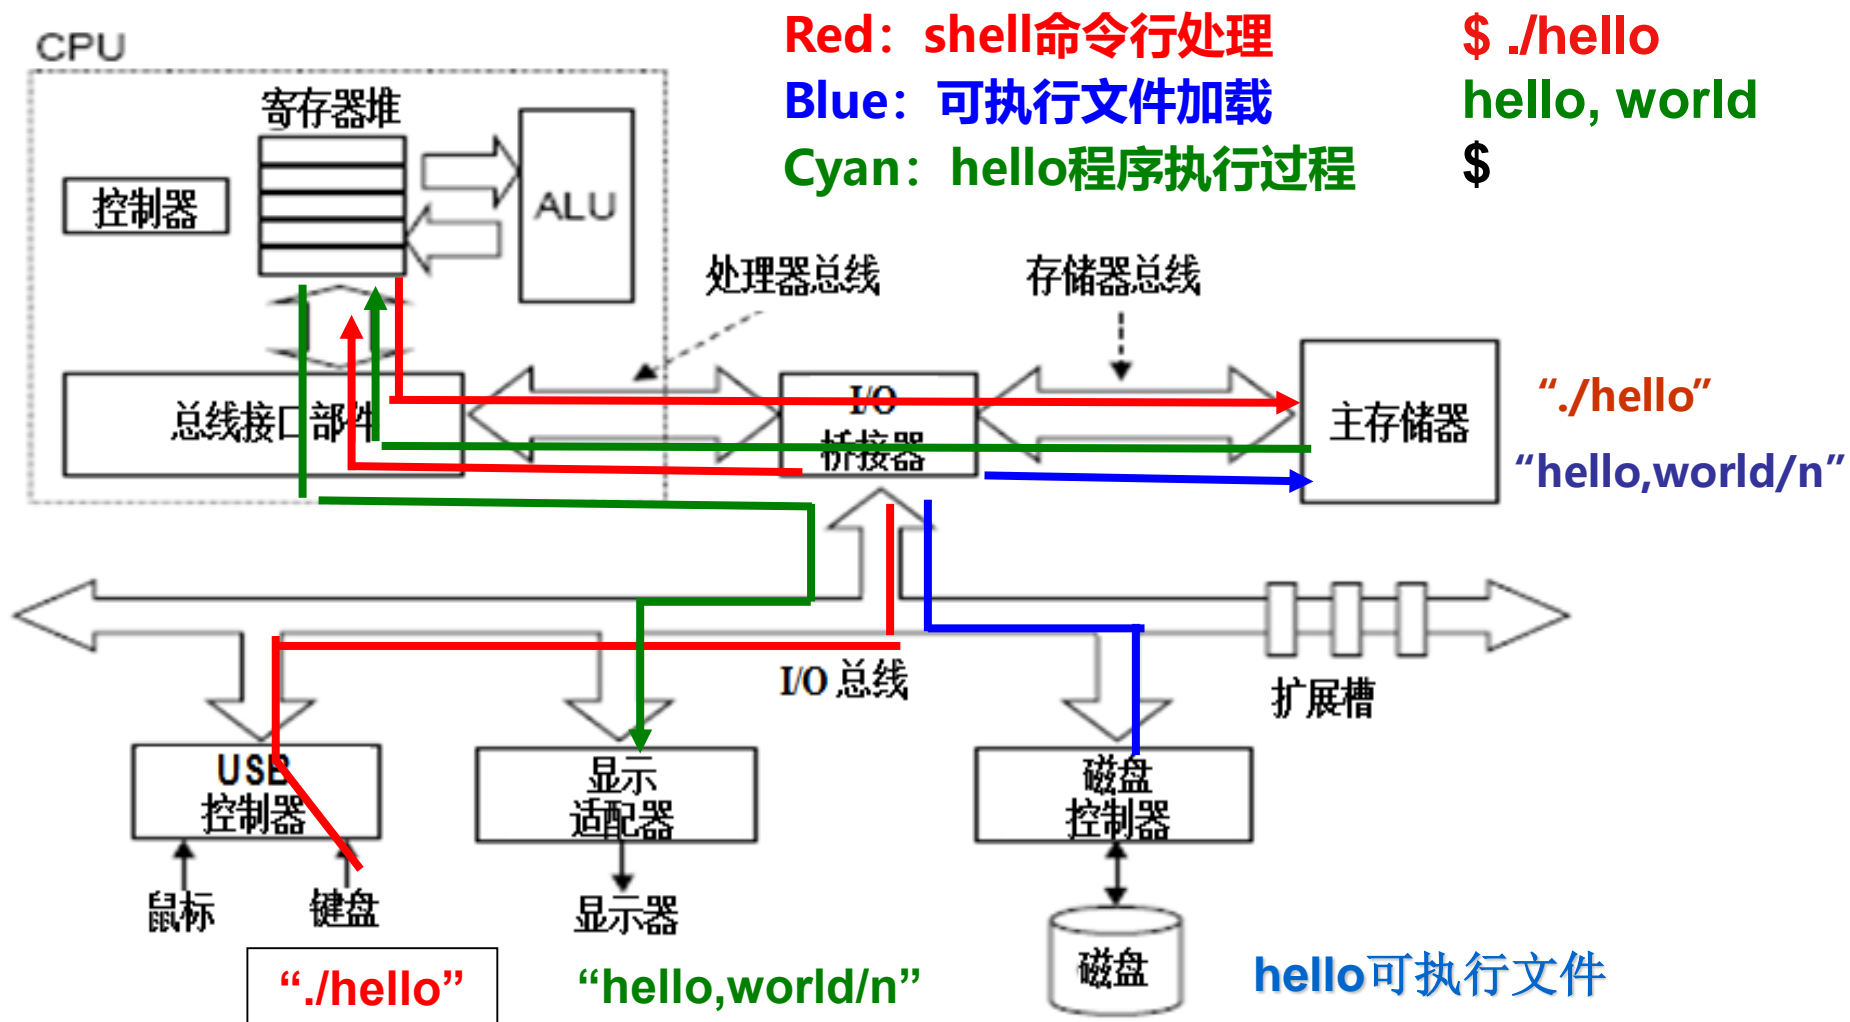 CPU
Red：shell命令行处理
$ ./hello
Blue：可执行文件加载
hello, world
Cyan：hello程序执行过程
$
寄存器堆
控制器
ALU
处理器总线
存储器总线
总线接口部件
I/O
桥接器
主存储器
“./hello”
“hello,world/n”
I/O 总线
扩展槽
USB
控制器
显示
适配器
磁盘
控制器
鼠标
键盘
显示器
磁盘
“./hello”
“hello,world/n”
hello可执行文件